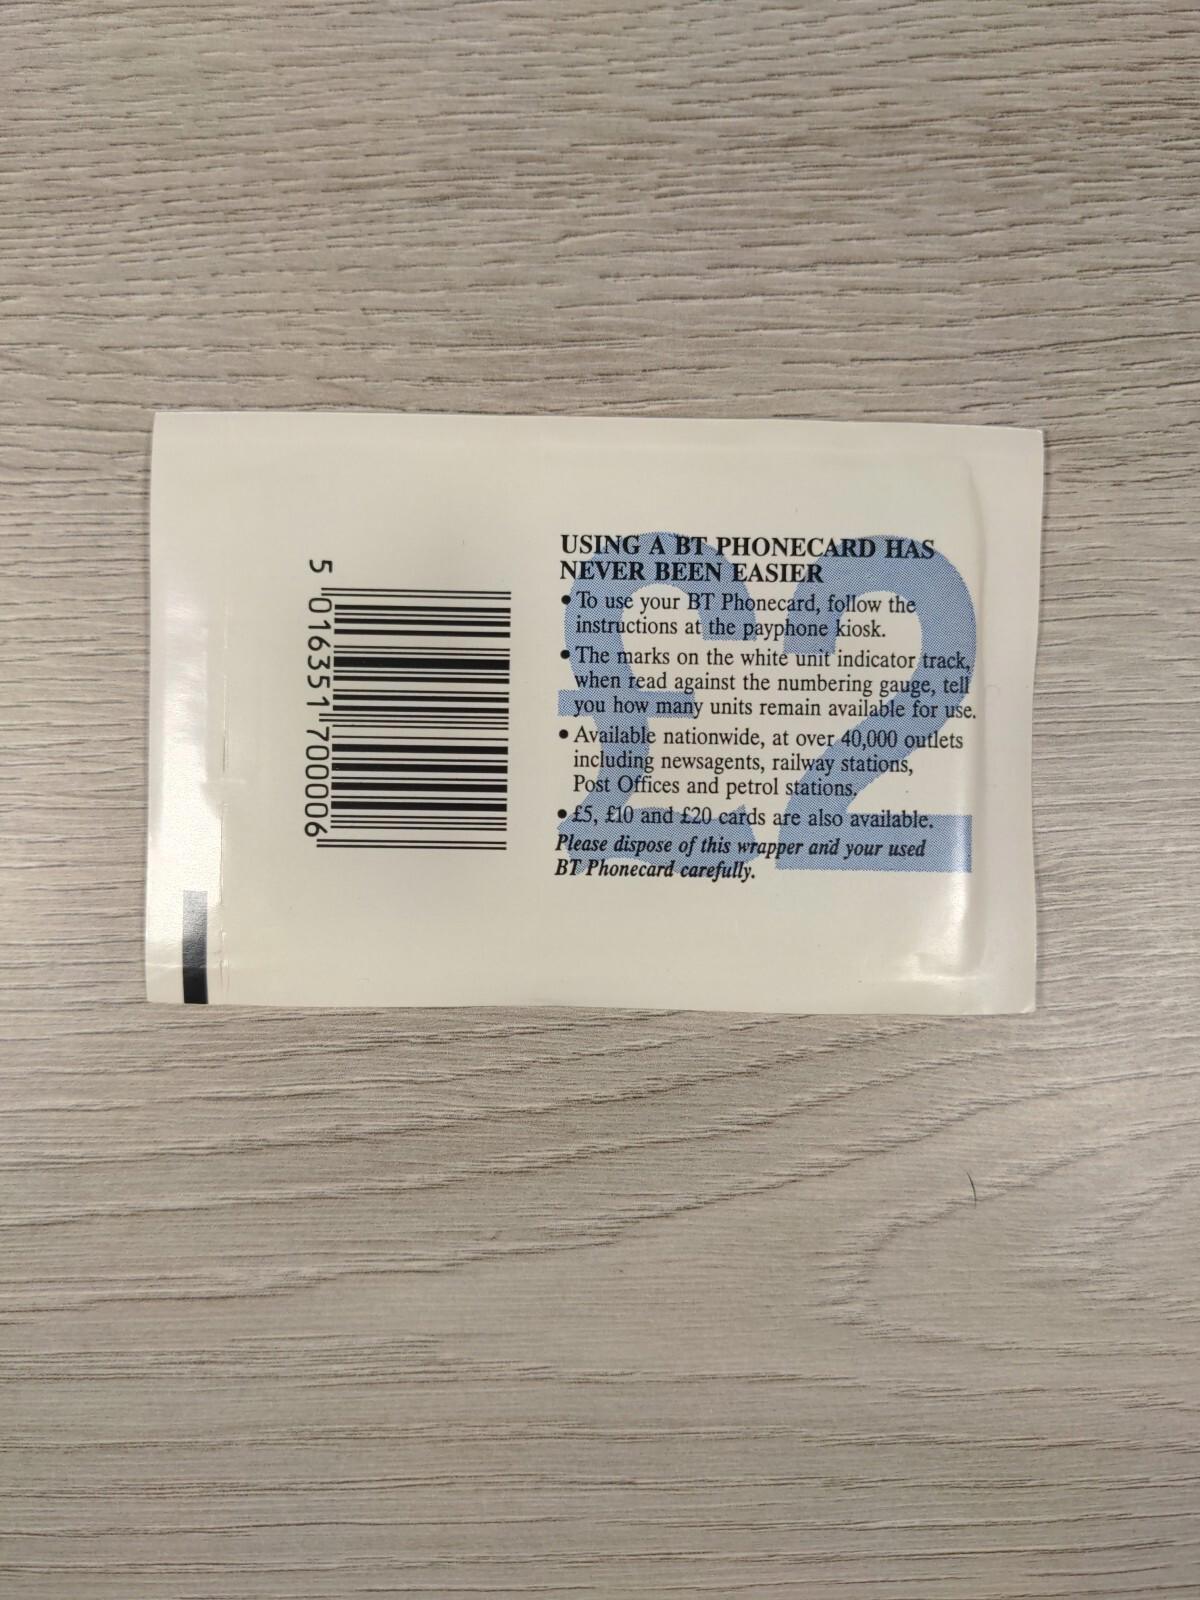 USING A BT PHONECARD HAS
NEVER BEEN EASIER
• To use your BT Phonecard, follow the
instructions at the payphone kiosk.
• The marks on the white unit indicator track,
when read against the numbering gauge, tell
you how many units remain available for use.
• Available nationwide, at over 40,000 outlets
including newsagents, railway stations,
Post Offices and petrol stations.
• £5, £10 and £20 cards are also available.
Please dispose of this wrapper and your used
BT Phonecard carefully.
£2
5 016351 700006